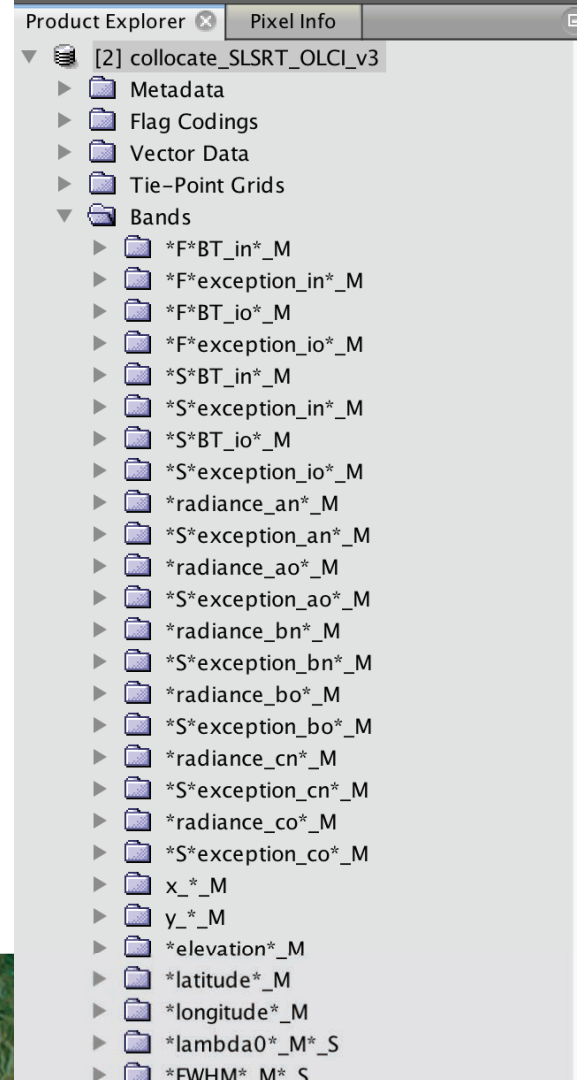 Product Explorer Pixel Info
[2] collocate_SLSRT_OLCI_v3
Metadata
Flag Codings
Vector Data
Tie-Point Grids
Bands
*F*BT_in*_M
*F*exception_in*_M
*F*BT_io*_M
*F*exception_io*_M
*S*BT_in*_M
*S*exception_in*_M
*S*BT_io*_M
*S*exception_io*_M
*radiance_an*_M
*S*exception_an*_M
*radiance_ao*_M
*S*exception_ao*_M
*radiance_bn*_M
*S*exception_bn*_M
*radiance_bo*_M
*S*exception_bo*_M
*radiance_cn*_M
*S*exception_cn*_M
*radiance_co*_M
*S*exception_co*_M
x_*_M
y_*_M
*elevation*_M
*latitude*_M
*longitude*_M
*lambda0*_M*_S
*FWHM*_M*_S